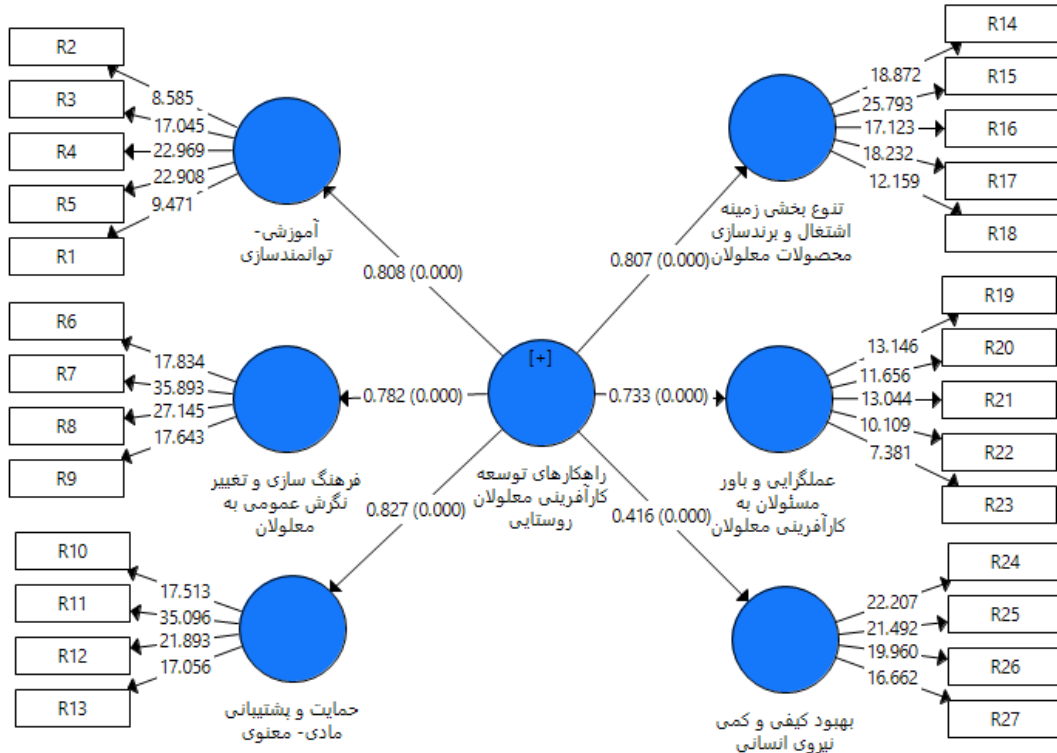 R2
R3
R4
R5
R1
8.585
17.045
22.969
22.908
9.471
آموزشی-
توانمندسازی
0.808 (0.000)
R14
R15
R16
R17
R18
18.872
25.793
17.123
18.232
12.159
تنوع بخشی زمینه
اشتغال و برندسازی
محصولات معلولان
0.807 (0.000)
R6
R7
R8
R9
17.834
35.893
27.145
17.643
فرهنگ سازی و تغییر
نگرش عمومی به
معلولان
0.782 (0.000)
[+]
راهکارهای توسعه
کارآفرینی معلولان
روستایی
0.733 (0.000)
R19
R20
R21
R22
R23
13.146
11.656
13.044
10.109
7.381
عملگرایی و باور
مسئولان به
کارآفرینی معلولان
0.827 (0.000)
R10
R11
R12
R13
17.513
35.096
21.893
17.056
حمایت و پشتیبانی
مادی- معنوی
0.416 (0.000)
R24
R25
R26
R27
22.207
21.492
19.960
16.662
بهبود کیفی و کمی
نیروی انسانی